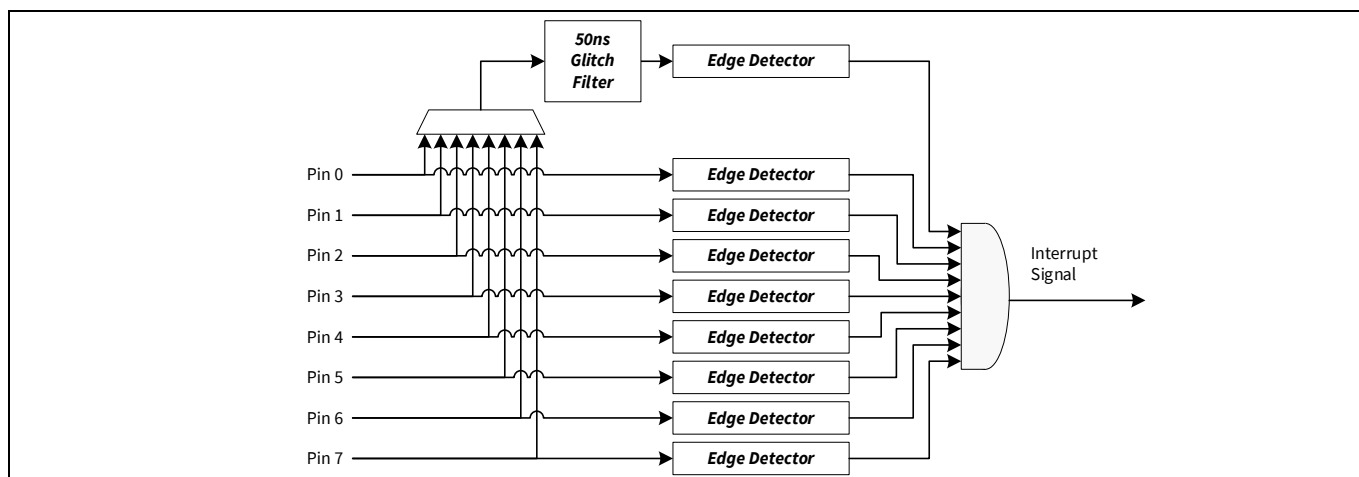 50ns
Glitch
Filter
Edge Detector
Pin 0
Edge Detector
Pin 1
Edge Detector
Pin 2
Edge Detector
Interrupt
Signal
Pin 3
Edge Detector
Pin 4
Edge Detector
Pin 5
Edge Detector
Pin 6
Edge Detector
Pin 7
Edge Detector